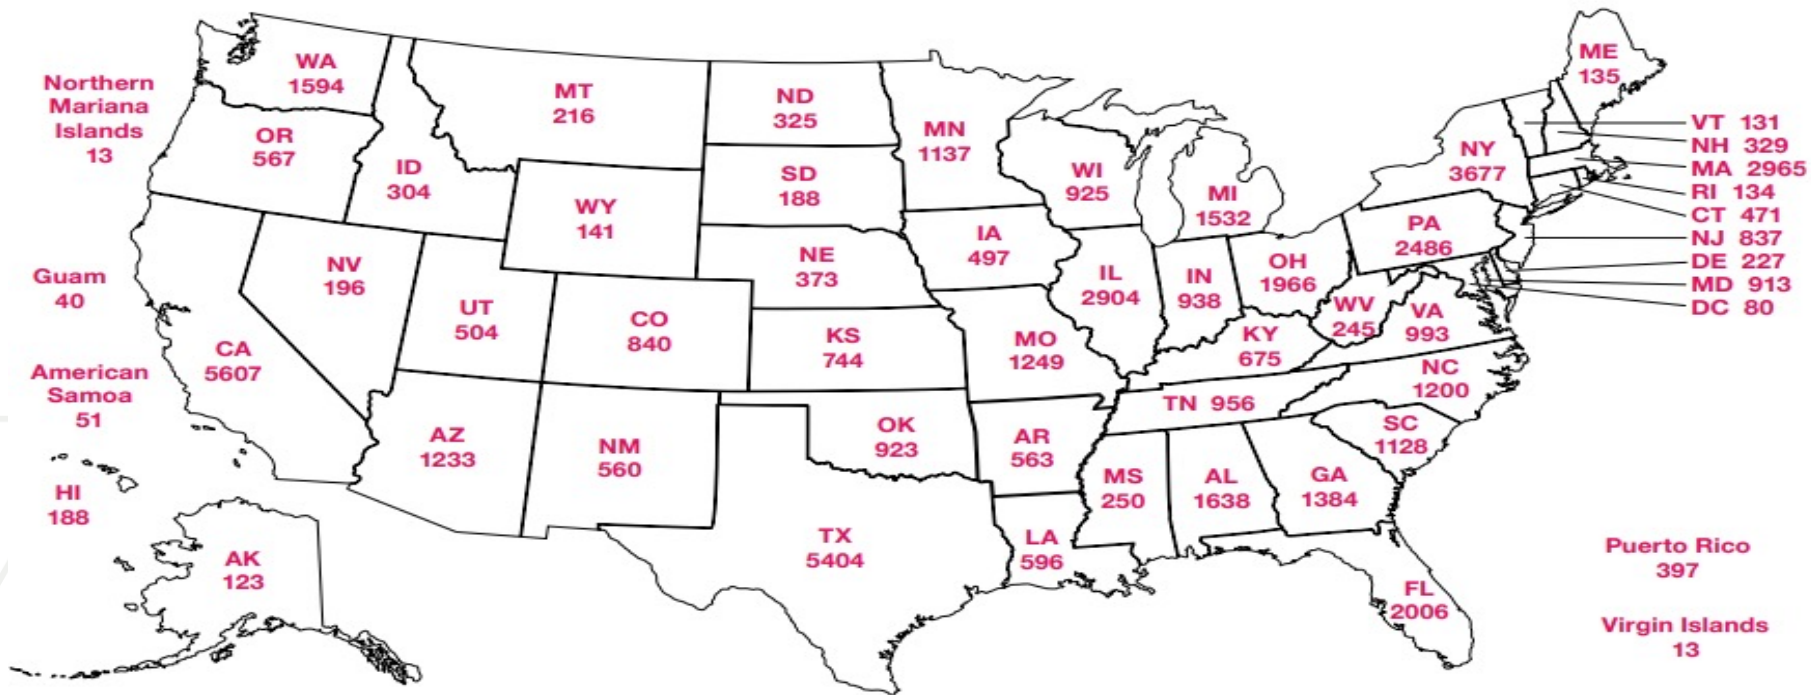 WA
1594
Northern
Mariana
Islands
13
OR
567
ID
304
MT
216
WY
141
ND
325
SD
188
NE
373
MN
1137
WI
925
MI
1532
IA
497
IL
2904
IN
938
OH
1966
NY
3677
PA
2486
ME
135
VT 131
NH 329
MA 2965
RI 134
CT 471
NJ 837
DE 227
MD 913
DC 80
Guam
40
NV
196
UT
504
CO
840
KS
744
MO
1249
KY
675
WV
245
VA
993
CA
5607
American
Samoa
51
NC
1200
TN 956
SC
1128
AZ
1233
NM
560
OK
923
AR
563
MS
250
AL
1638
GA
1384
HI
188
AK
123
TX
5404
LA
596
FL
2006
Puerto Rico
397
Virgin Islands
13